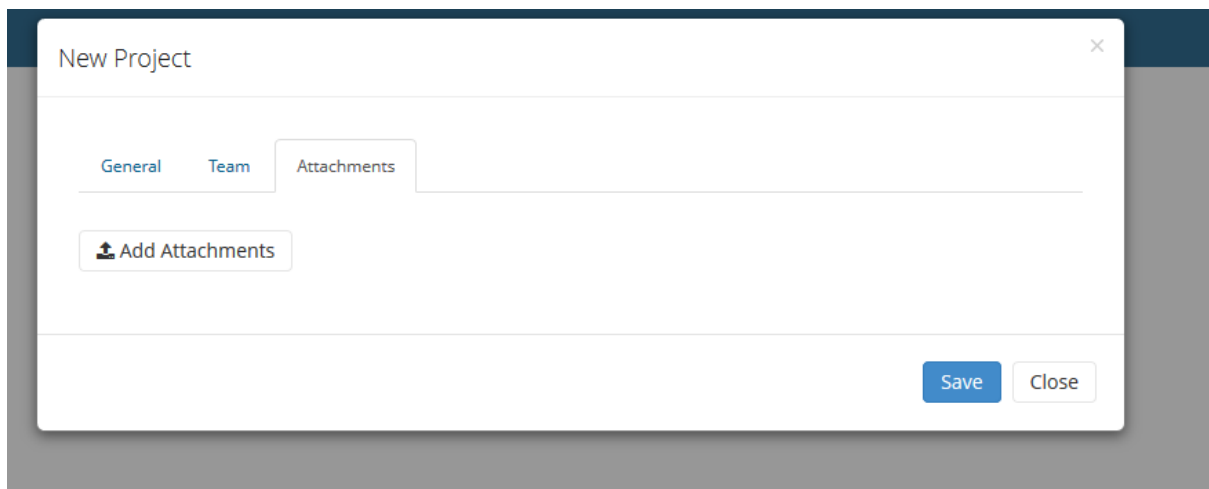 New Project
×
General Team Attachments
Add Attachments
Save Close